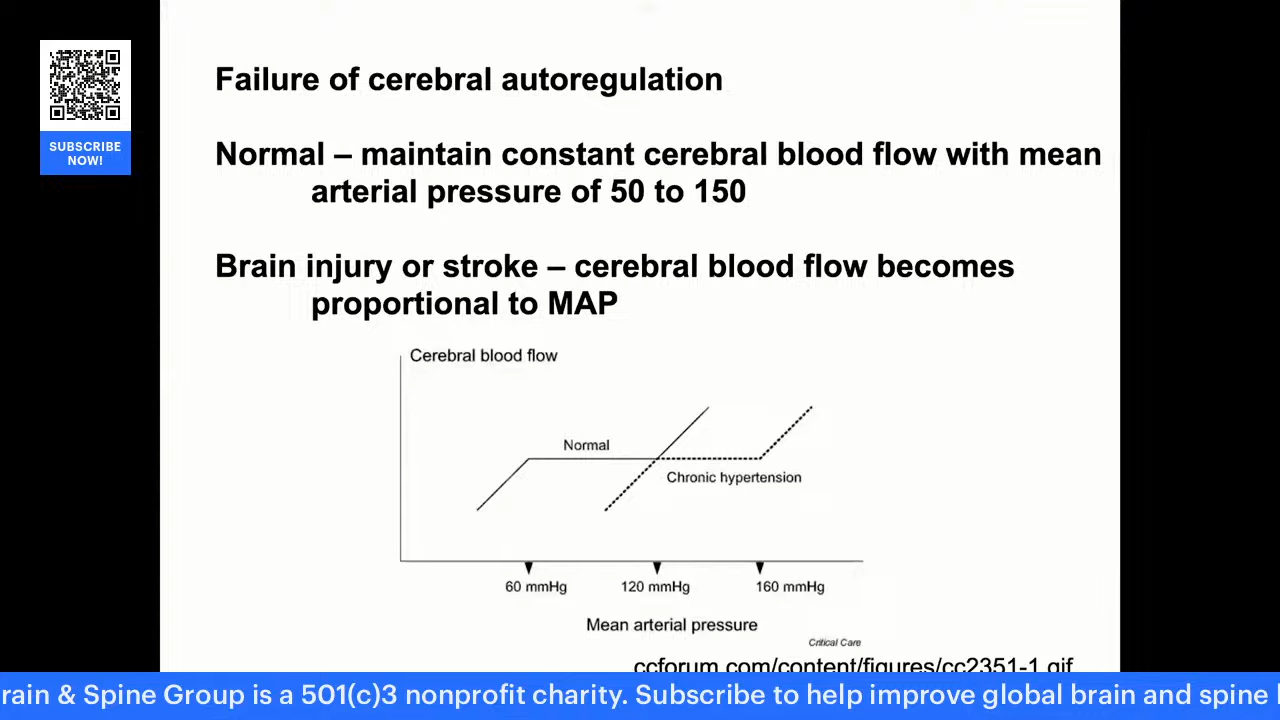 SUBSCRIBE
NOW!
Failure of cerebral autoregulation
Normal – maintain constant cerebral blood flow with mean
arterial pressure of 50 to 150
Brain injury or stroke – cerebral blood flow becomes
proportional to MAP
Cerebral blood flow
Normal
Chronic hypertension
60 mmHg
120 mmHg
160 mmHg
Mean arterial pressure
Critical Care
ccforum.com/content/figures/cc2351-1.gif
rain & Spine Group is a 501(c)3 nonprofit charity. Subscribe to help improve global brain and spine